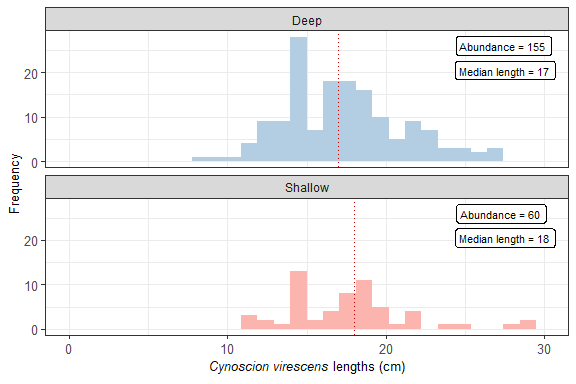 Deep
Abundance = 155
Median length = 17
20
10
0
Frequency
Shallow
Abundance = 60
Median length = 18
20
10
0
0 10 20 30
Cynoscion virescens lengths (cm)